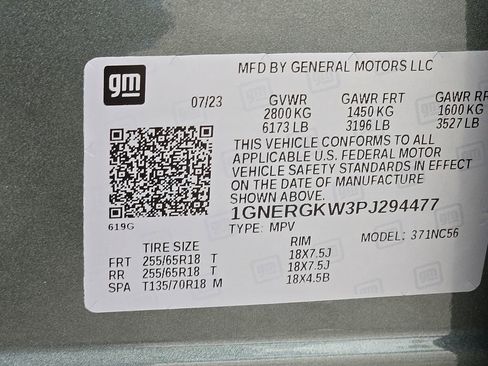 gm
MFD BY GENERAL MOTORS LLC
07/23 GVWR GAWR FRT GAWR RR
2800 KG 1450 KG 1600 KG
6173 LB 3196 LB 3527 LB
THIS VEHICLE CONFORMS TO ALL
APPLICABLE U.S. FEDERAL MOTOR
VEHICLE SAFETY STANDARDS IN EFFECT
ON THE DATE OF MANUFACTURE
SHOWN ABOVE.
1GNERGKW3PJ294477
619G
TYPE: MPV MODEL: 371NC56
TIRE SIZE RIM
FRT 255/65R18 T 18X7.5J
RR 255/65R18 T 18X7.5J
SPA T135/70R18 M 18X4.5B